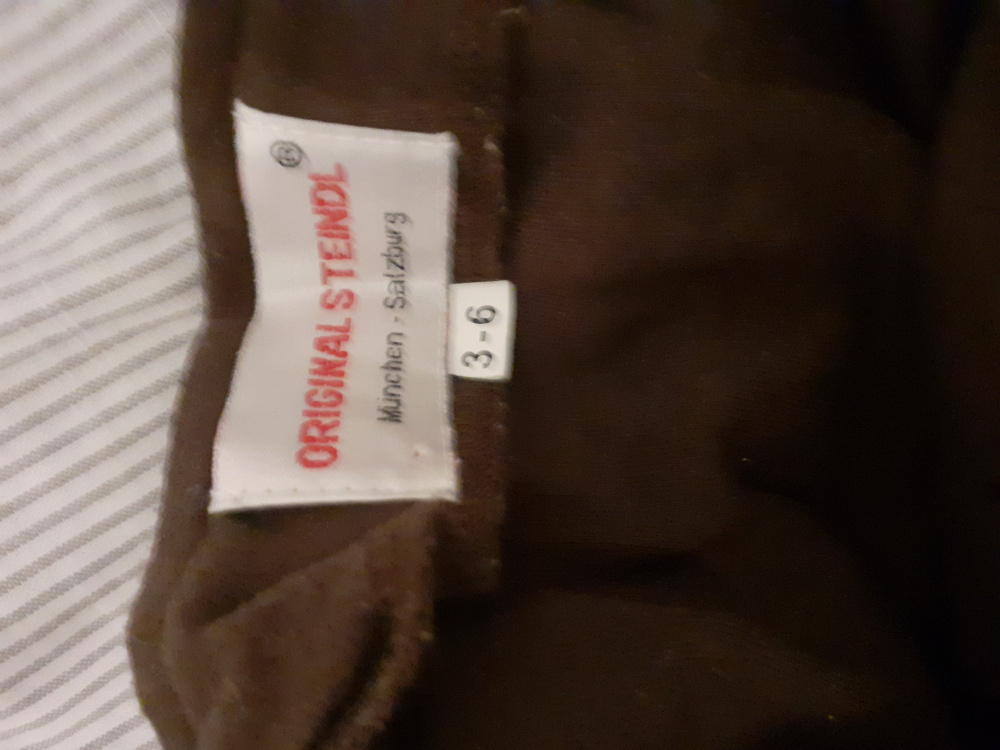 ORIGINAL STEINDL ®
München - Salzburg
3-6